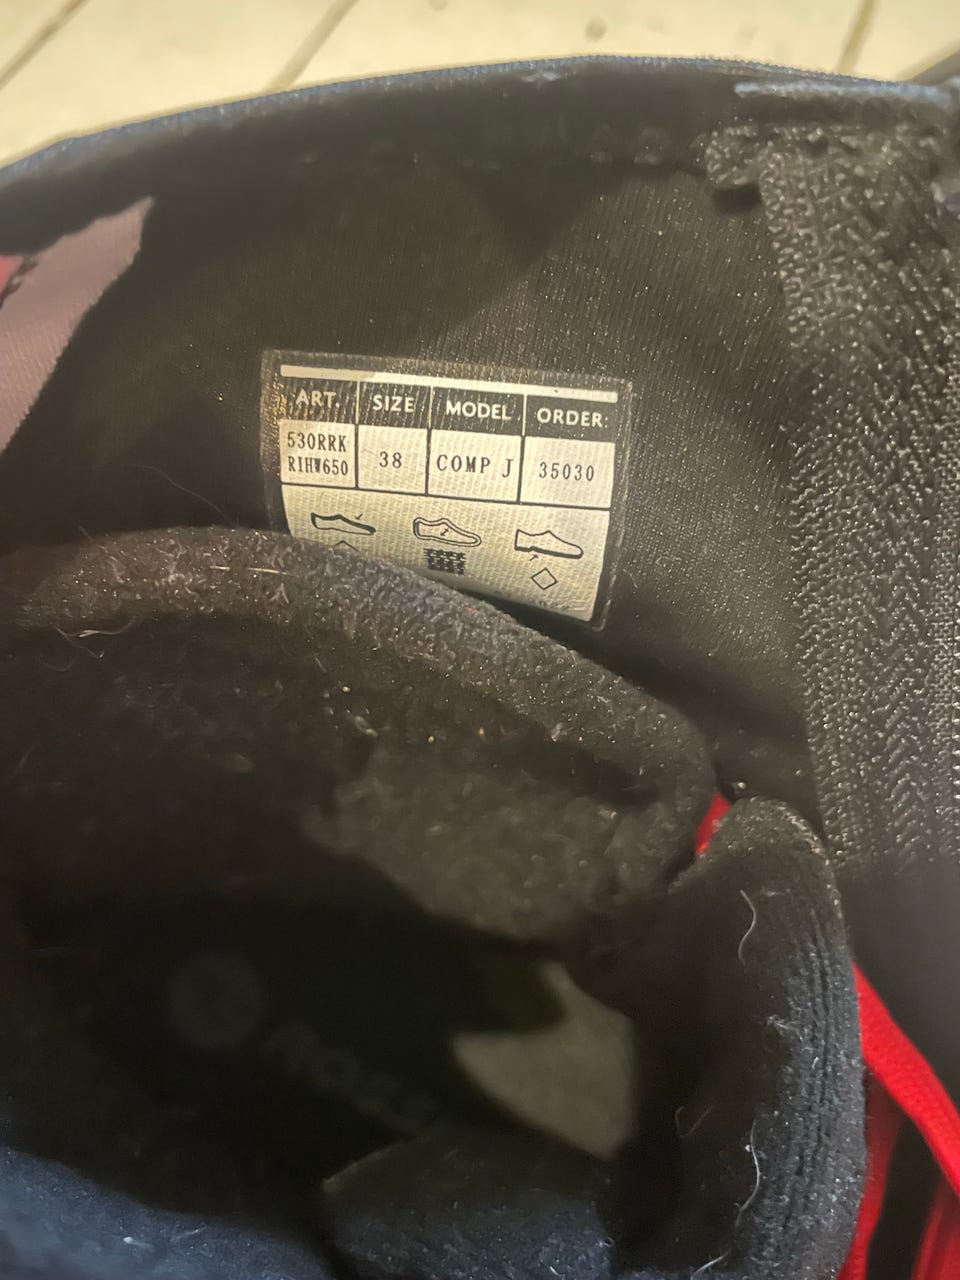 ART. SIZE MODEL ORDER:
530RRK
RIHW650 38 COMP J 35030